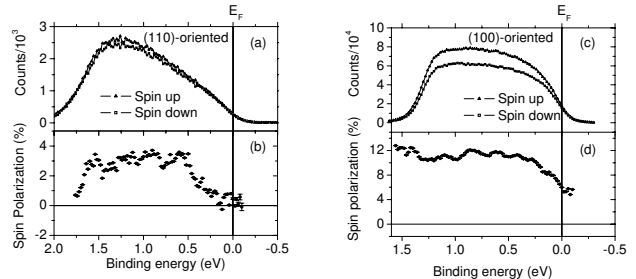 E_F
(110)-oriented
(a)
Counts/10^3
3
2
1
0
Spin up
Spin down
(b)
Spin Polarization (%)
4
2
0
-2
2.0 1.5 1.0 0.5 0.0 -0.5
Binding energy (eV)
E_F
(100)-oriented
(c)
Counts/10^4
10
8
6
4
2
0
Spin up
Spin down
(d)
Spin polarization (%)
12
8
4
0
1.5 1.0 0.5 0.0 -0.5
Binding energy (eV)